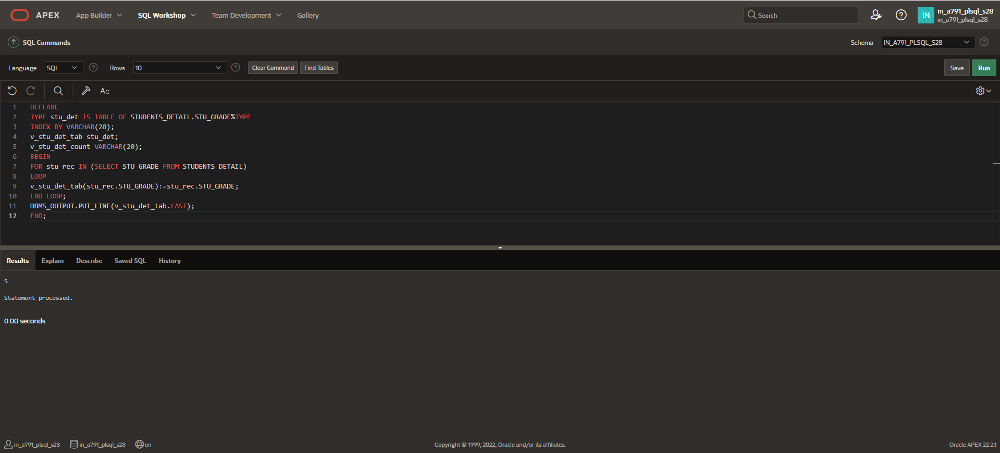 APEX App Builder SQL Workshop Team Development Gallery Search IN in_a791_plsql_s28
in_a791_plsql_s28
SQL Commands Schema IN_A791_PLSQL_S28
Language SQL Rows 10 Clear Command Find Tables Save Run
A::
1 DECLARE
2 TYPE stu_det IS TABLE OF STUDENTS_DETAIL.STU_GRADE%TYPE
3 INDEX BY VARCHAR(20);
4 v_stu_det_tab stu_det;
5 v_stu_det_count VARCHAR(20);
6 BEGIN
7 FOR stu_rec IN (SELECT STU_GRADE FROM STUDENTS_DETAIL)
8 LOOP
9 v_stu_det_tab(stu_rec.STU_GRADE):=stu_rec.STU_GRADE;
10 END LOOP;
11 DBMS_OUTPUT.PUT_LINE(v_stu_det_tab.LAST);
12 END;
Results Explain Describe Saved SQL History
S
Statement processed.
0.00 seconds
in_a791_plsql_s28 in_a791_plsql_s28 en Copyright © 1999, 2022, Oracle and/or its affiliates. Oracle APEX 22.2.1